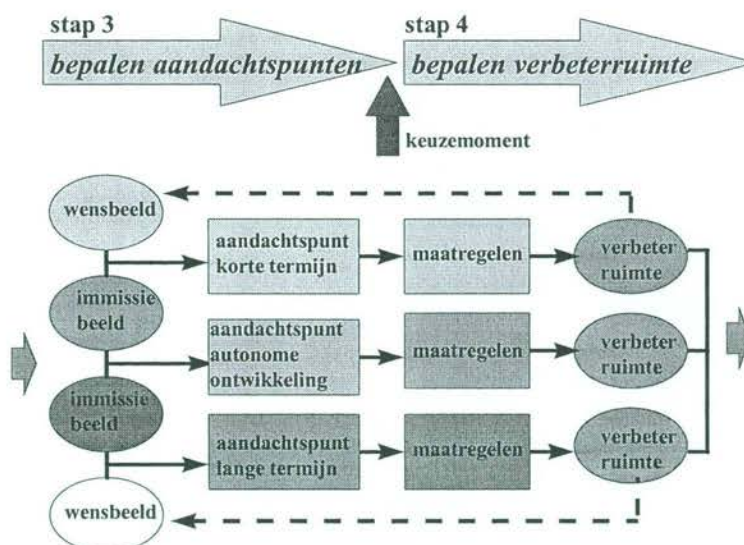 stap 3
stap 4
bepalen aandachtspunten
bepalen verbeterruimte
keuzemoment
wensbeeld
aandachtspunt
korte termijn
maatregelen
verbeter
ruimte
immissie
beeld
aandachtspunt
autonome
ontwikkeling
maatregelen
verbeter
ruimte
immissie
beeld
aandachtspunt
lange termijn
maatregelen
verbeter
ruimte
wensbeeld